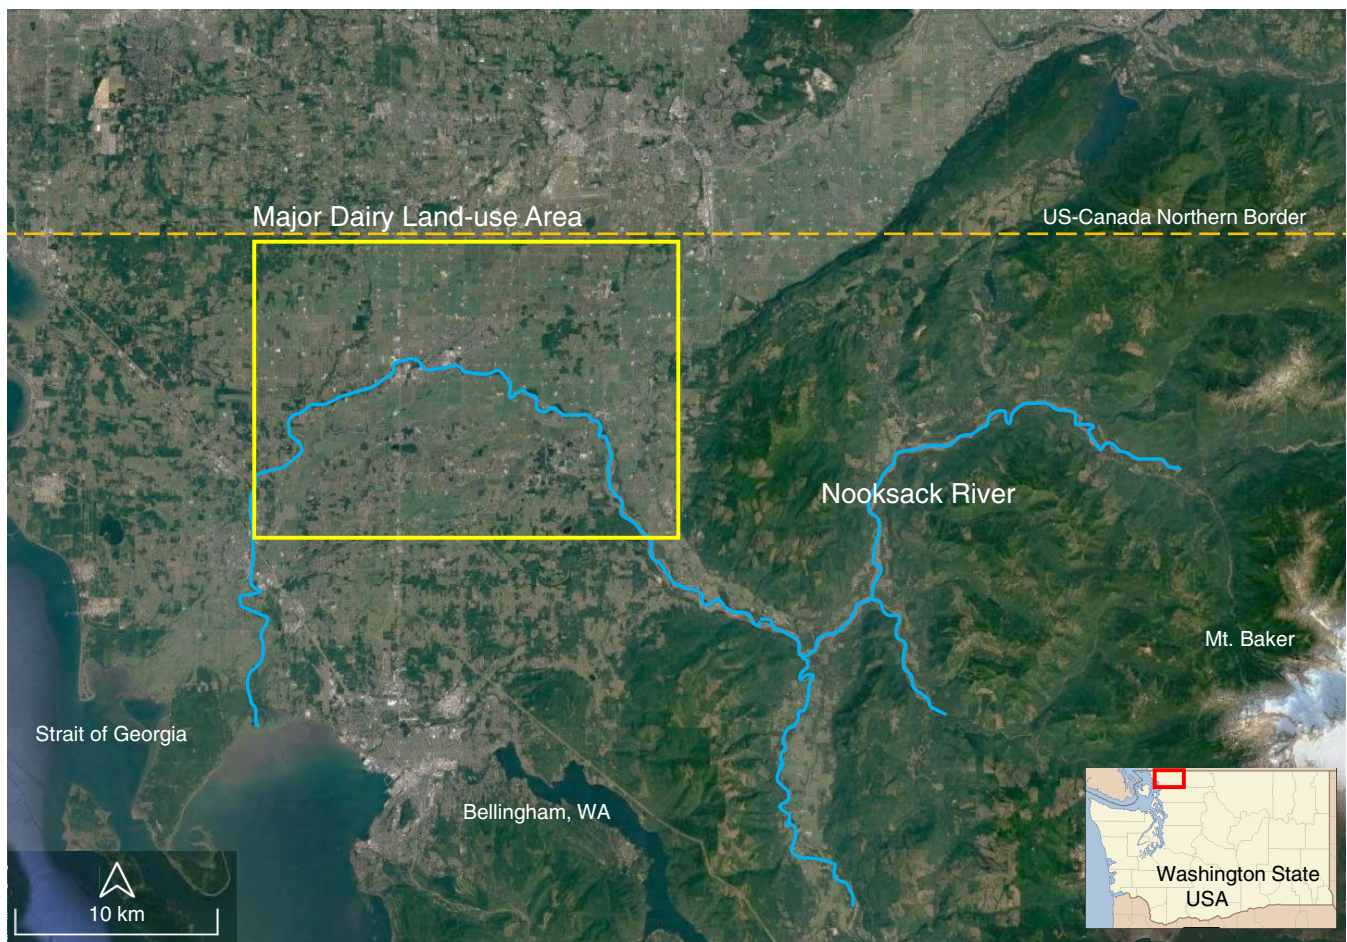 Major Dairy Land-use Area
US-Canada Northern Border
Nooksack River
Mt. Baker
Strait of Georgia
Bellingham, WA
Washington State
USA
10 km